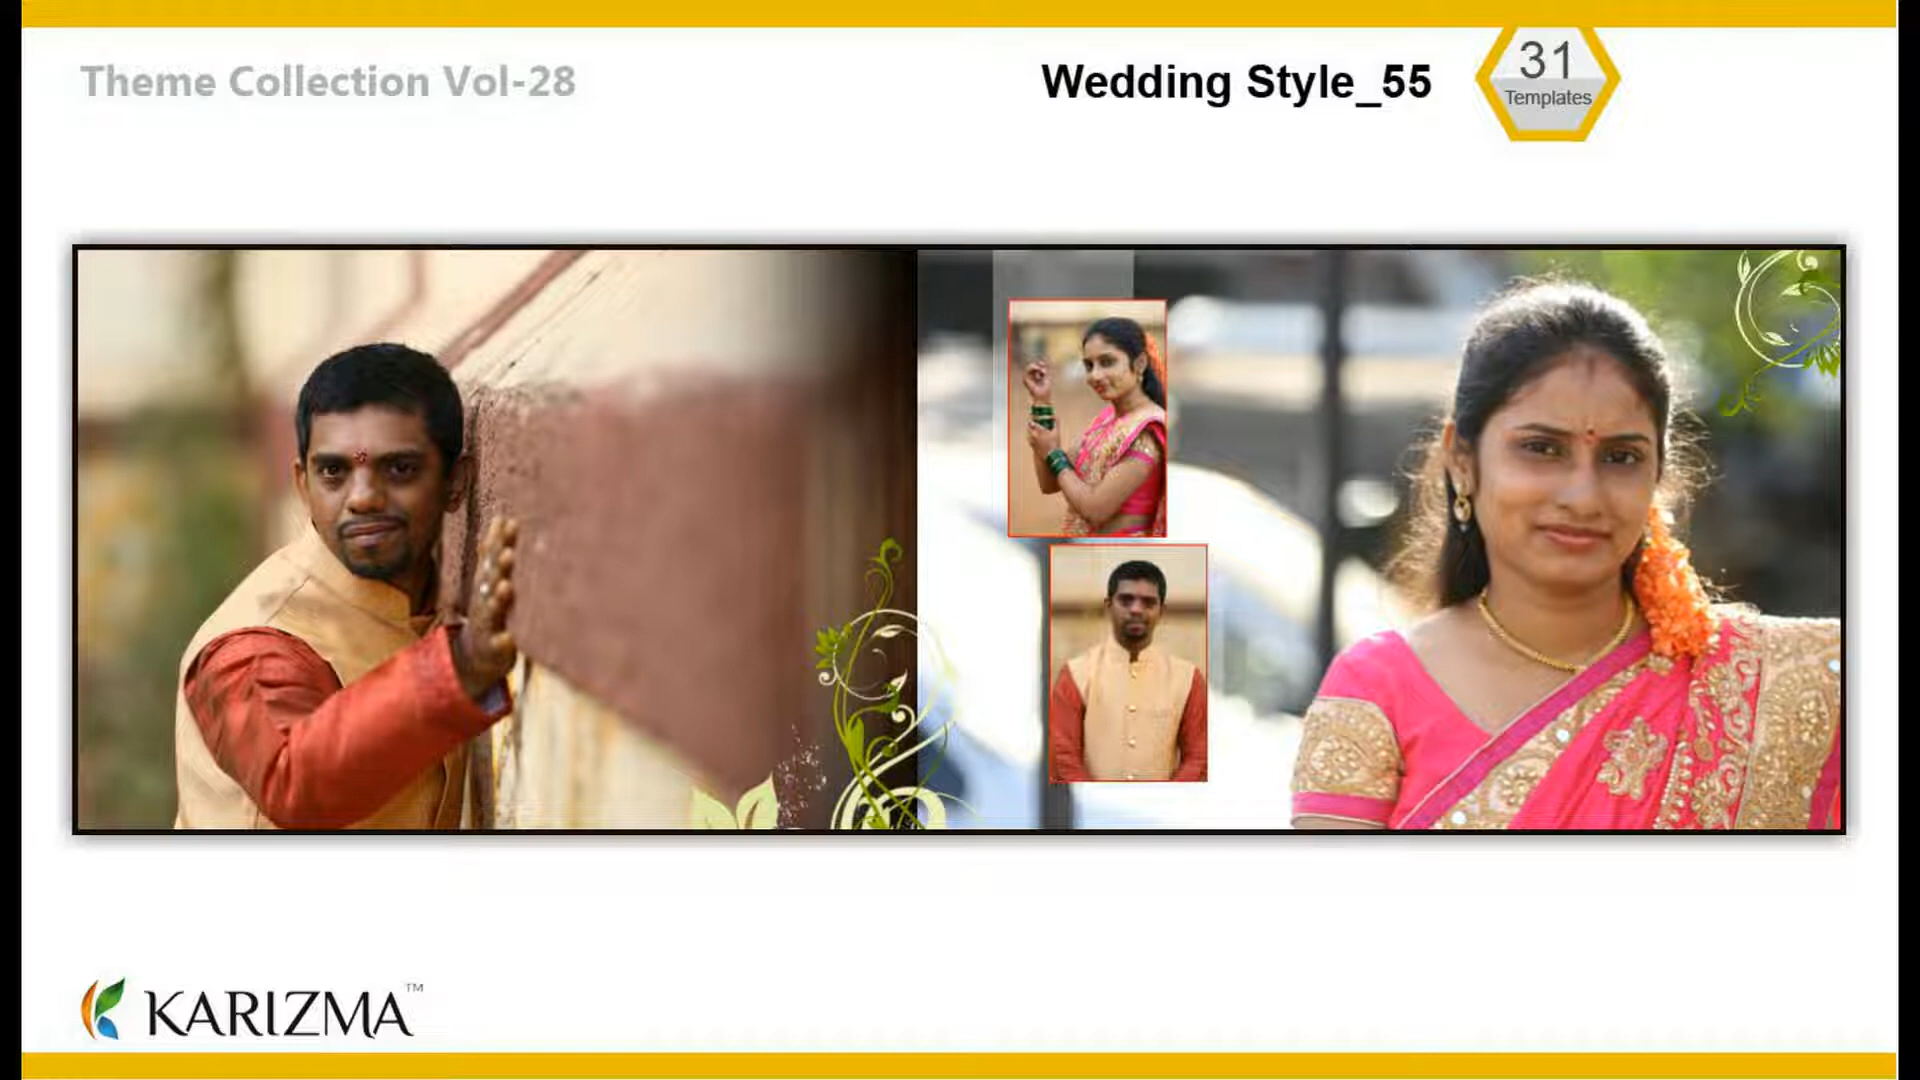 Theme Collection Vol-28
Wedding Style_55
31
Templates
KARIZMA™